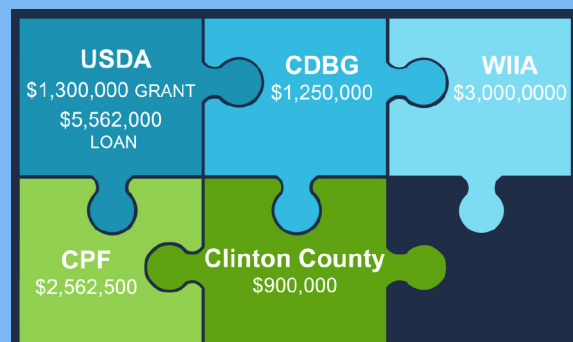 USDA
$1,300,000 GRANT
$5,562,000
LOAN
CDBG
$1,250,000
WIIA
$3,000,0000
CPF
$2,562,500
Clinton County
$900,000